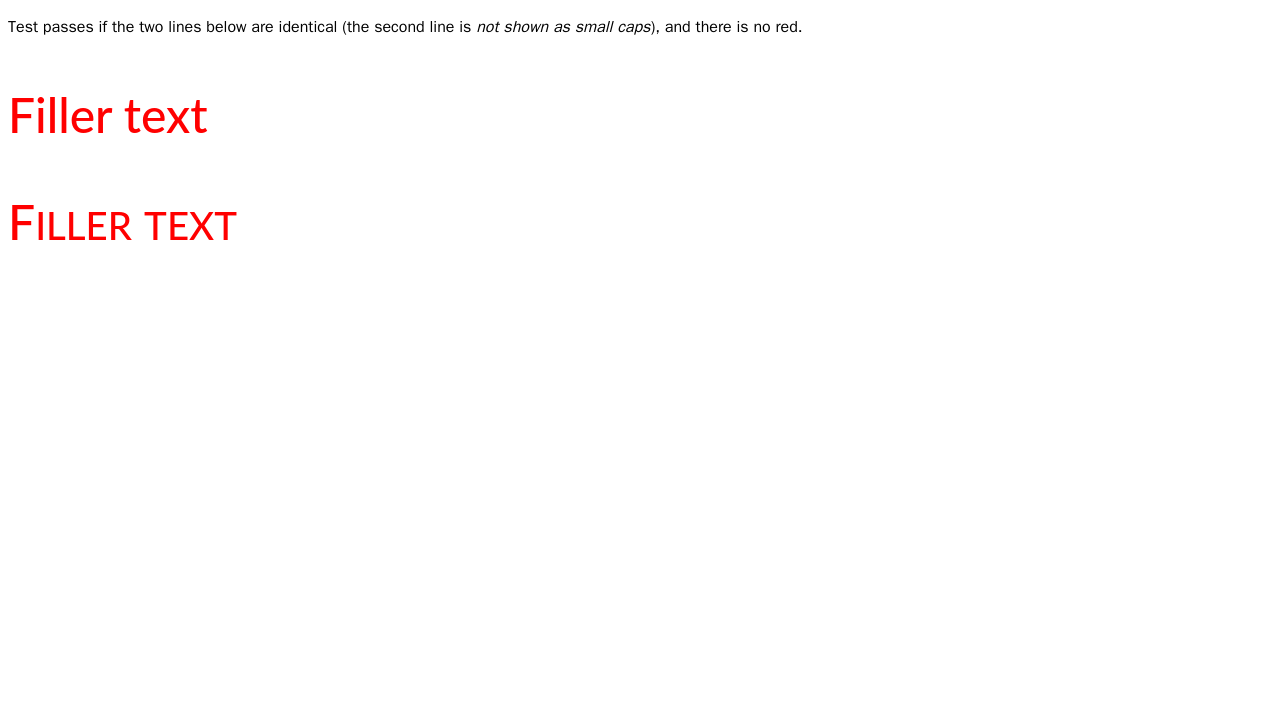 Test passes if the two lines below are identical (the second line is not shown as small caps), and there is no red.
Filler text
Filler text